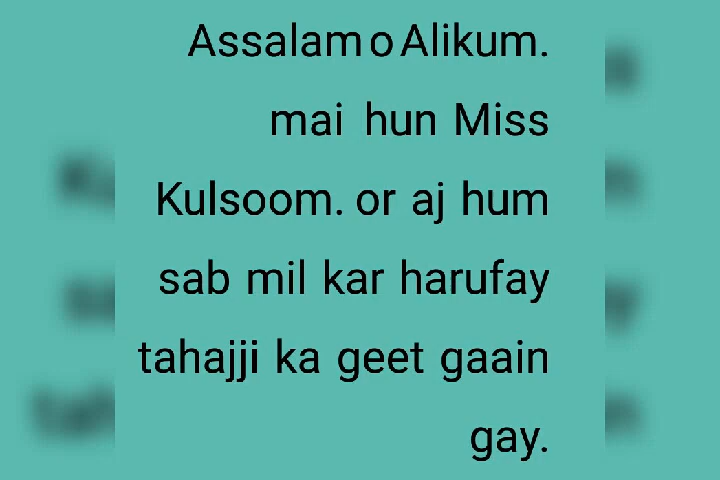 Assalam o Alikum.
mai hun Miss
Kulsoom. or aj hum
sab mil kar harufay
tahajji ka geet gaain
gay.